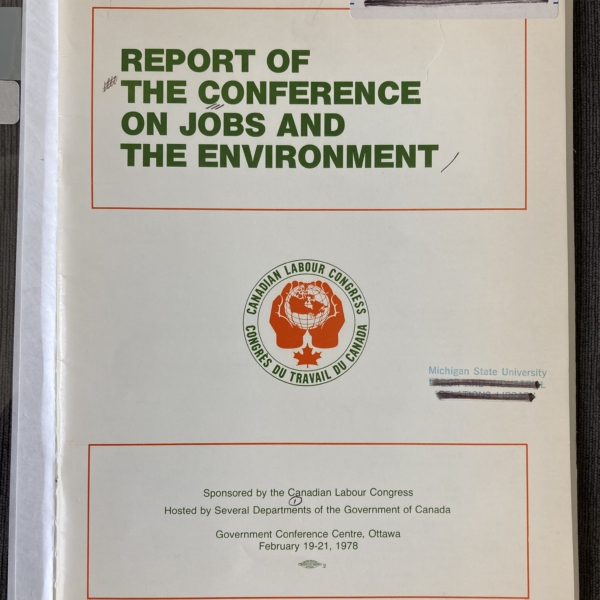 REPORT OF
THE CONFERENCE
ON JOBS AND
THE ENVIRONMENT
CANADIAN LABOUR CONGRESS
CONGRÈS DU TRAVAIL DU CANADA
Michigan State University
Sponsored by the Canadian Labour Congress
Hosted by Several Departments of the Government of Canada
Government Conference Centre, Ottawa
February 19-21, 1978